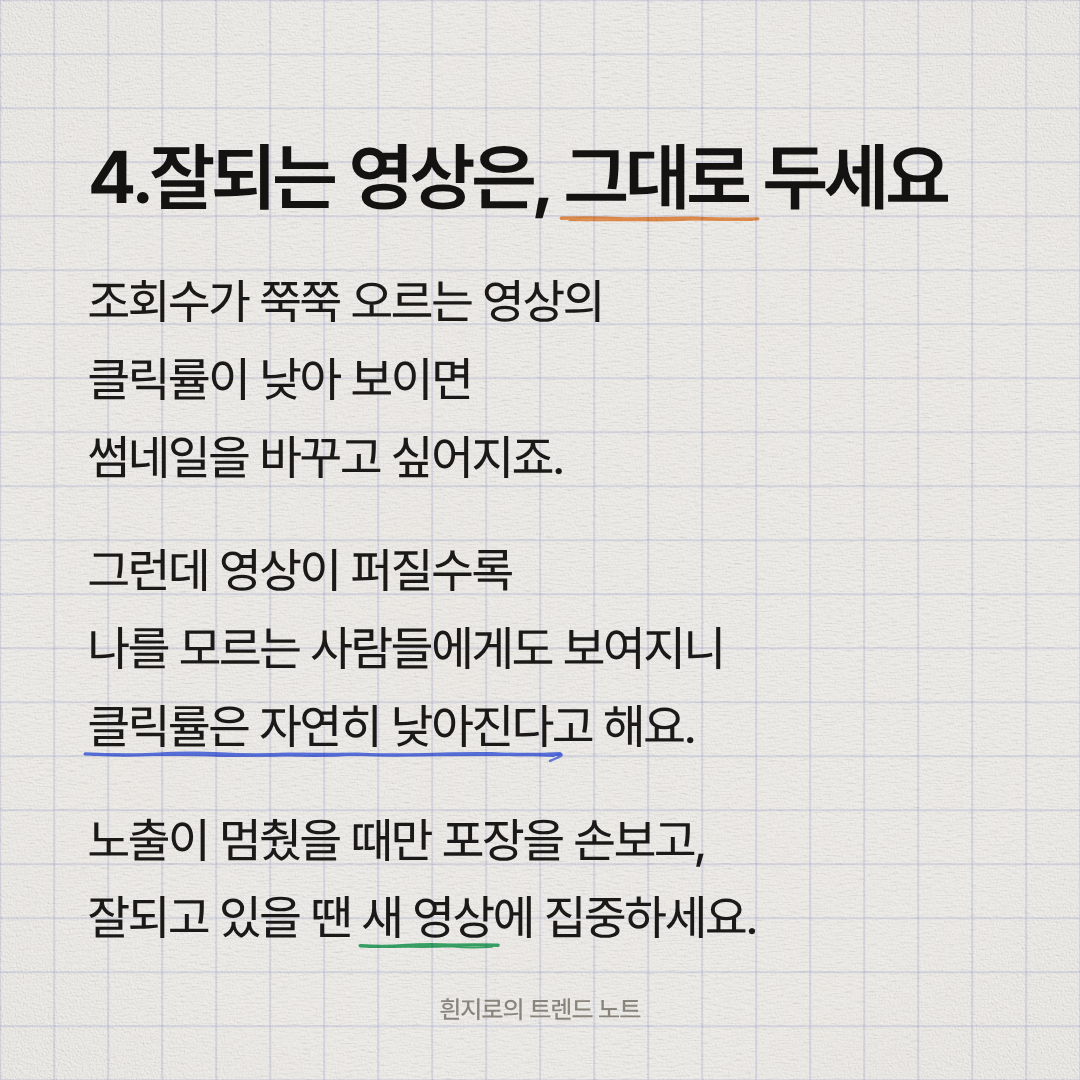 4.잘되는 영상은, 그대로 두세요
조회수가 쭉쭉 오르는 영상의
클릭률이 낮아 보이면
썸네일을 바꾸고 싶어지죠.
그런데 영상이 퍼질수록
나를 모르는 사람들에게도 보여지니
클릭률은 자연히 낮아진다고 해요.
노출이 멈췄을 때만 포장을 손보고,
잘되고 있을 땐 새 영상에 집중하세요.
흰지로의 트렌드 노트